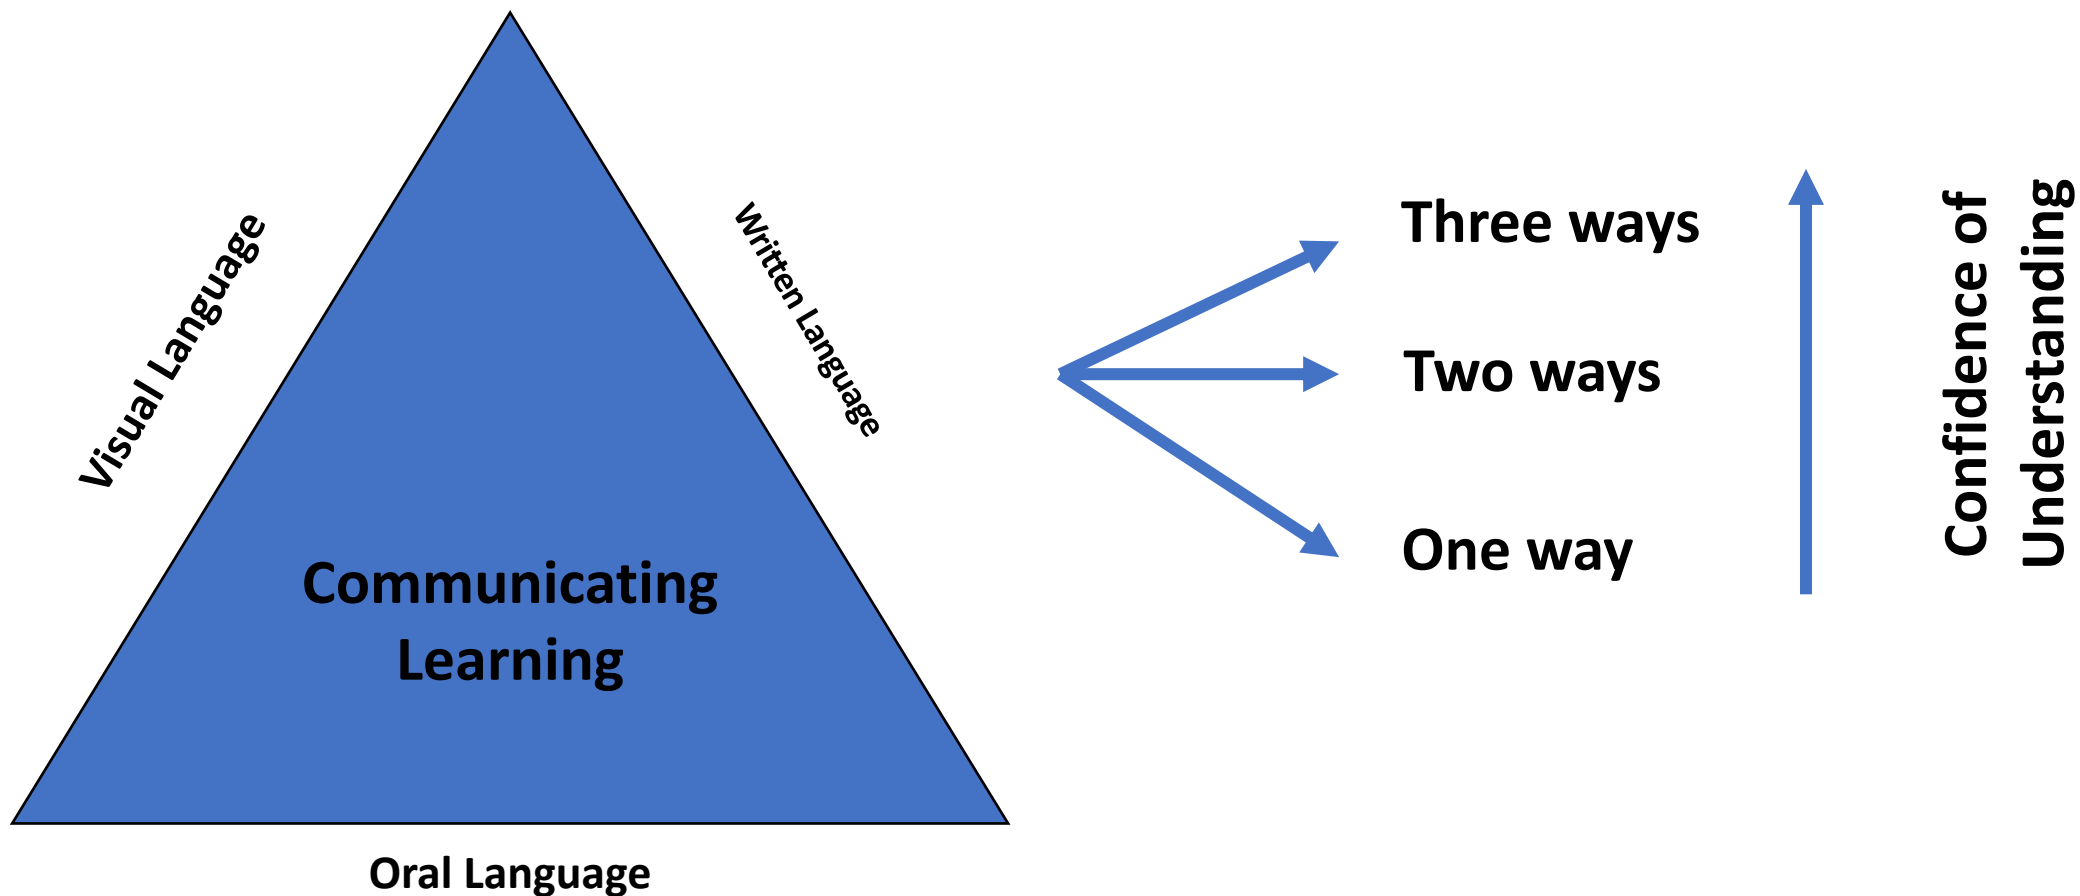 Visual Language
Written Language
Communicating
Learning
Oral Language
Three ways
Two ways
One way
Confidence of
Understanding